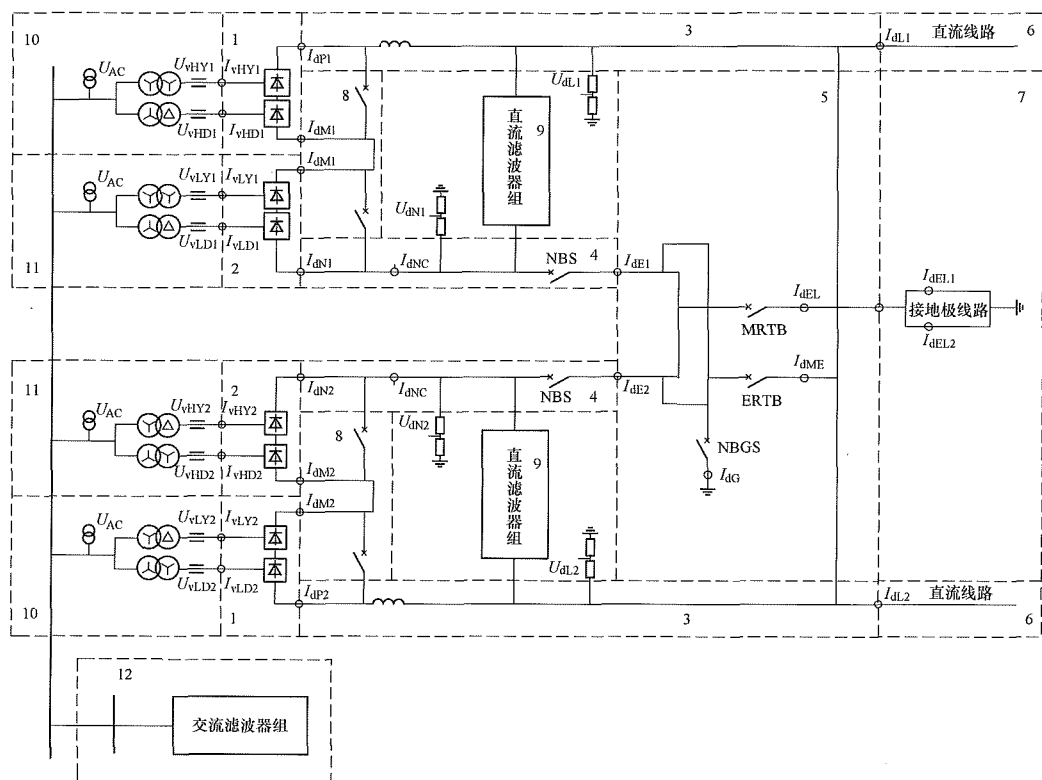 10
1
3
I_dL1
直流线路
6
U_AC
U_vHY1
I_vHY1
I_dP1
8
U_dL1
5
7
U_vHD1
I_vHD1
I_dM1
直流滤波器组
9
U_AC
U_vLY1
I_vLY1
I_dM1
U_dN1
U_vLD1
I_vLD1
11
2
I_dN1
I_dNC
NBS
4
I_dE1
I_dEL
I_dEL1
接地极线路
I_dEL2
MRTB
11
2
I_dN2
I_dNC
NBS
4
I_dE2
I_dME
ERTB
U_AC
U_vHY2
I_vHY2
8
U_dN2
NBGS
I_dG
U_vHD2
I_vHD2
I_dM2
直流滤波器组
9
U_AC
U_vLY2
I_vLY2
I_dM2
U_dL2
U_vLD2
I_vLD2
I_dP2
I_dL2
直流线路
10
1
3
6
12
交流滤波器组